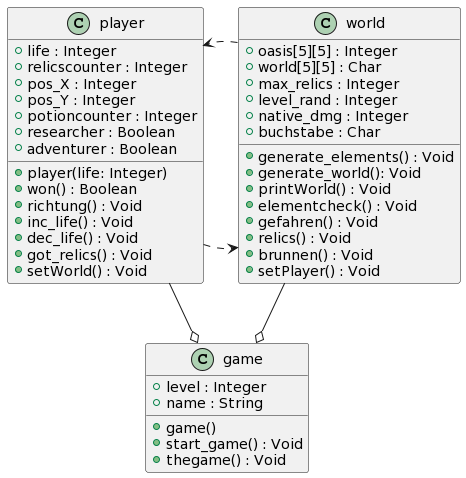 C player
life : Integer
relicscounter : Integer
pos_X : Integer
pos_Y : Integer
potioncounter : Integer
researcher : Boolean
adventurer : Boolean
player(life: Integer)
won() : Boolean
richtung() : Void
inc_life() : Void
dec_life() : Void
got_relics() : Void
setWorld() : Void
C world
oasis[5][5] : Integer
world[5][5] : Char
max_relics : Integer
level_rand : Integer
native_dmg : Integer
buchstabe : Char
generate_elements() : Void
generate_world(): Void
printWorld() : Void
elementcheck() : Void
gefahren() : Void
relics() : Void
brunnen() : Void
setPlayer() : Void
C game
level : Integer
name : String
game()
start_game() : Void
thegame() : Void